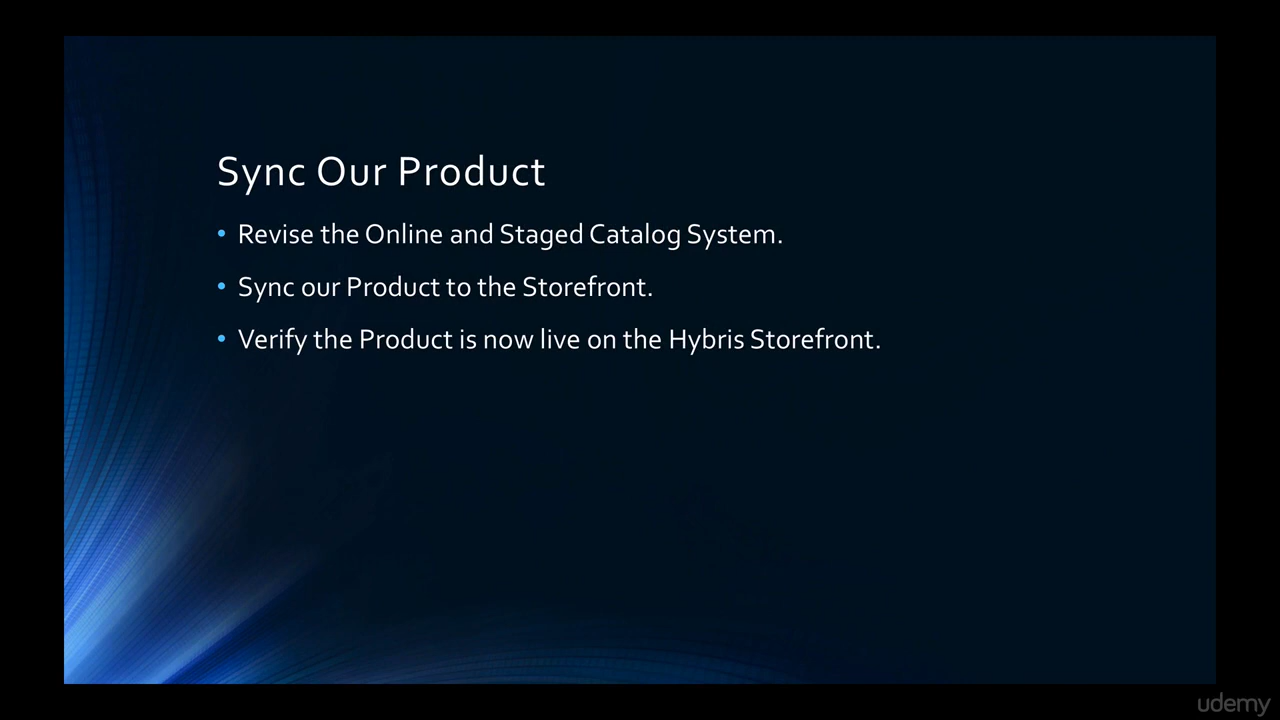 Sync Our Product
• Revise the Online and Staged Catalog System.
• Sync our Product to the Storefront.
• Verify the Product is now live on the Hybris Storefront.
udemy